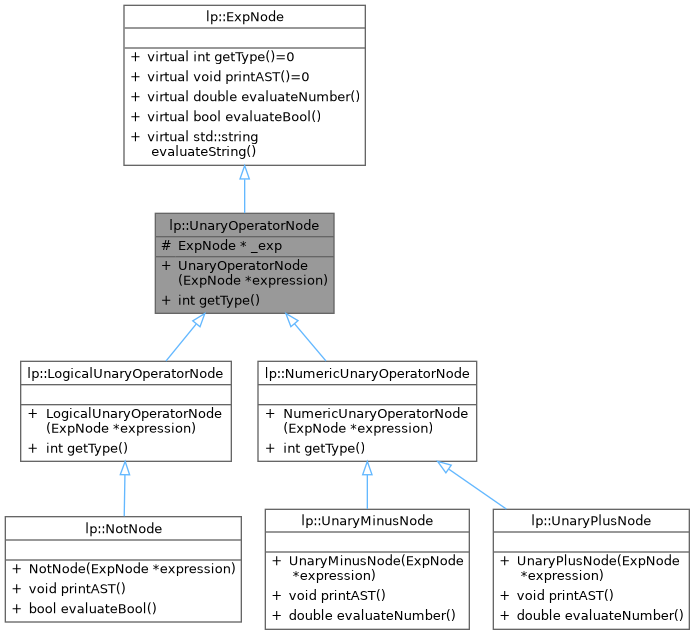 lp::ExpNode
+ virtual int getType()=0
+ virtual void printAST()=0
+ virtual double evaluateNumber()
+ virtual bool evaluateBool()
+ virtual std::string
evaluateString()
lp::UnaryOperatorNode
# ExpNode * _exp
+ UnaryOperatorNode
(ExpNode *expression)
+ int getType()
lp::LogicalUnaryOperatorNode
+ LogicalUnaryOperatorNode
(ExpNode *expression)
+ int getType()
lp::NumericUnaryOperatorNode
+ NumericUnaryOperatorNode
(ExpNode *expression)
+ int getType()
lp::NotNode
+ NotNode(ExpNode *expression)
+ void printAST()
+ bool evaluateBool()
lp::UnaryMinusNode
+ UnaryMinusNode(ExpNode
*expression)
+ void printAST()
+ double evaluateNumber()
lp::UnaryPlusNode
+ UnaryPlusNode(ExpNode
*expression)
+ void printAST()
+ double evaluateNumber()